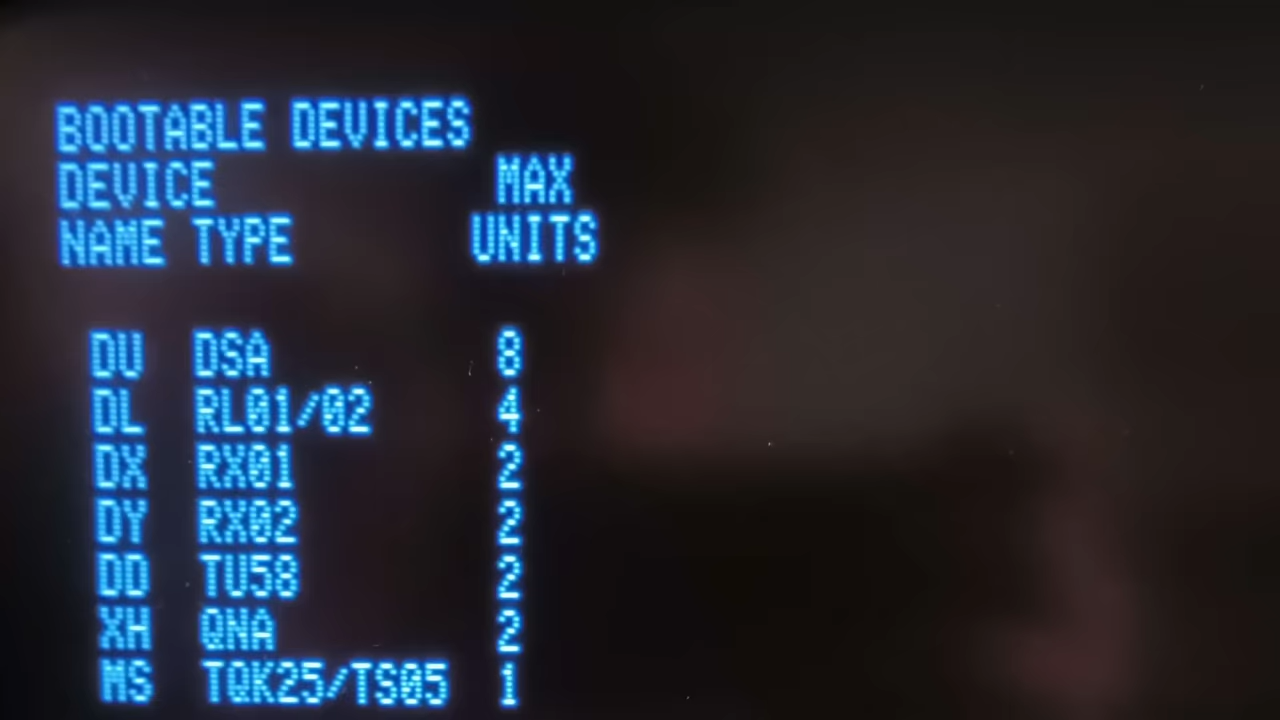 BOOTABLE DEVICES
DEVICE MAX
NAME TYPE UNITS
DU DSA 8
DL RL01/02 4
DX RX01 2
DY RX02 2
DD TU58 2
XH QNA 2
MS TQK25/TS05 1